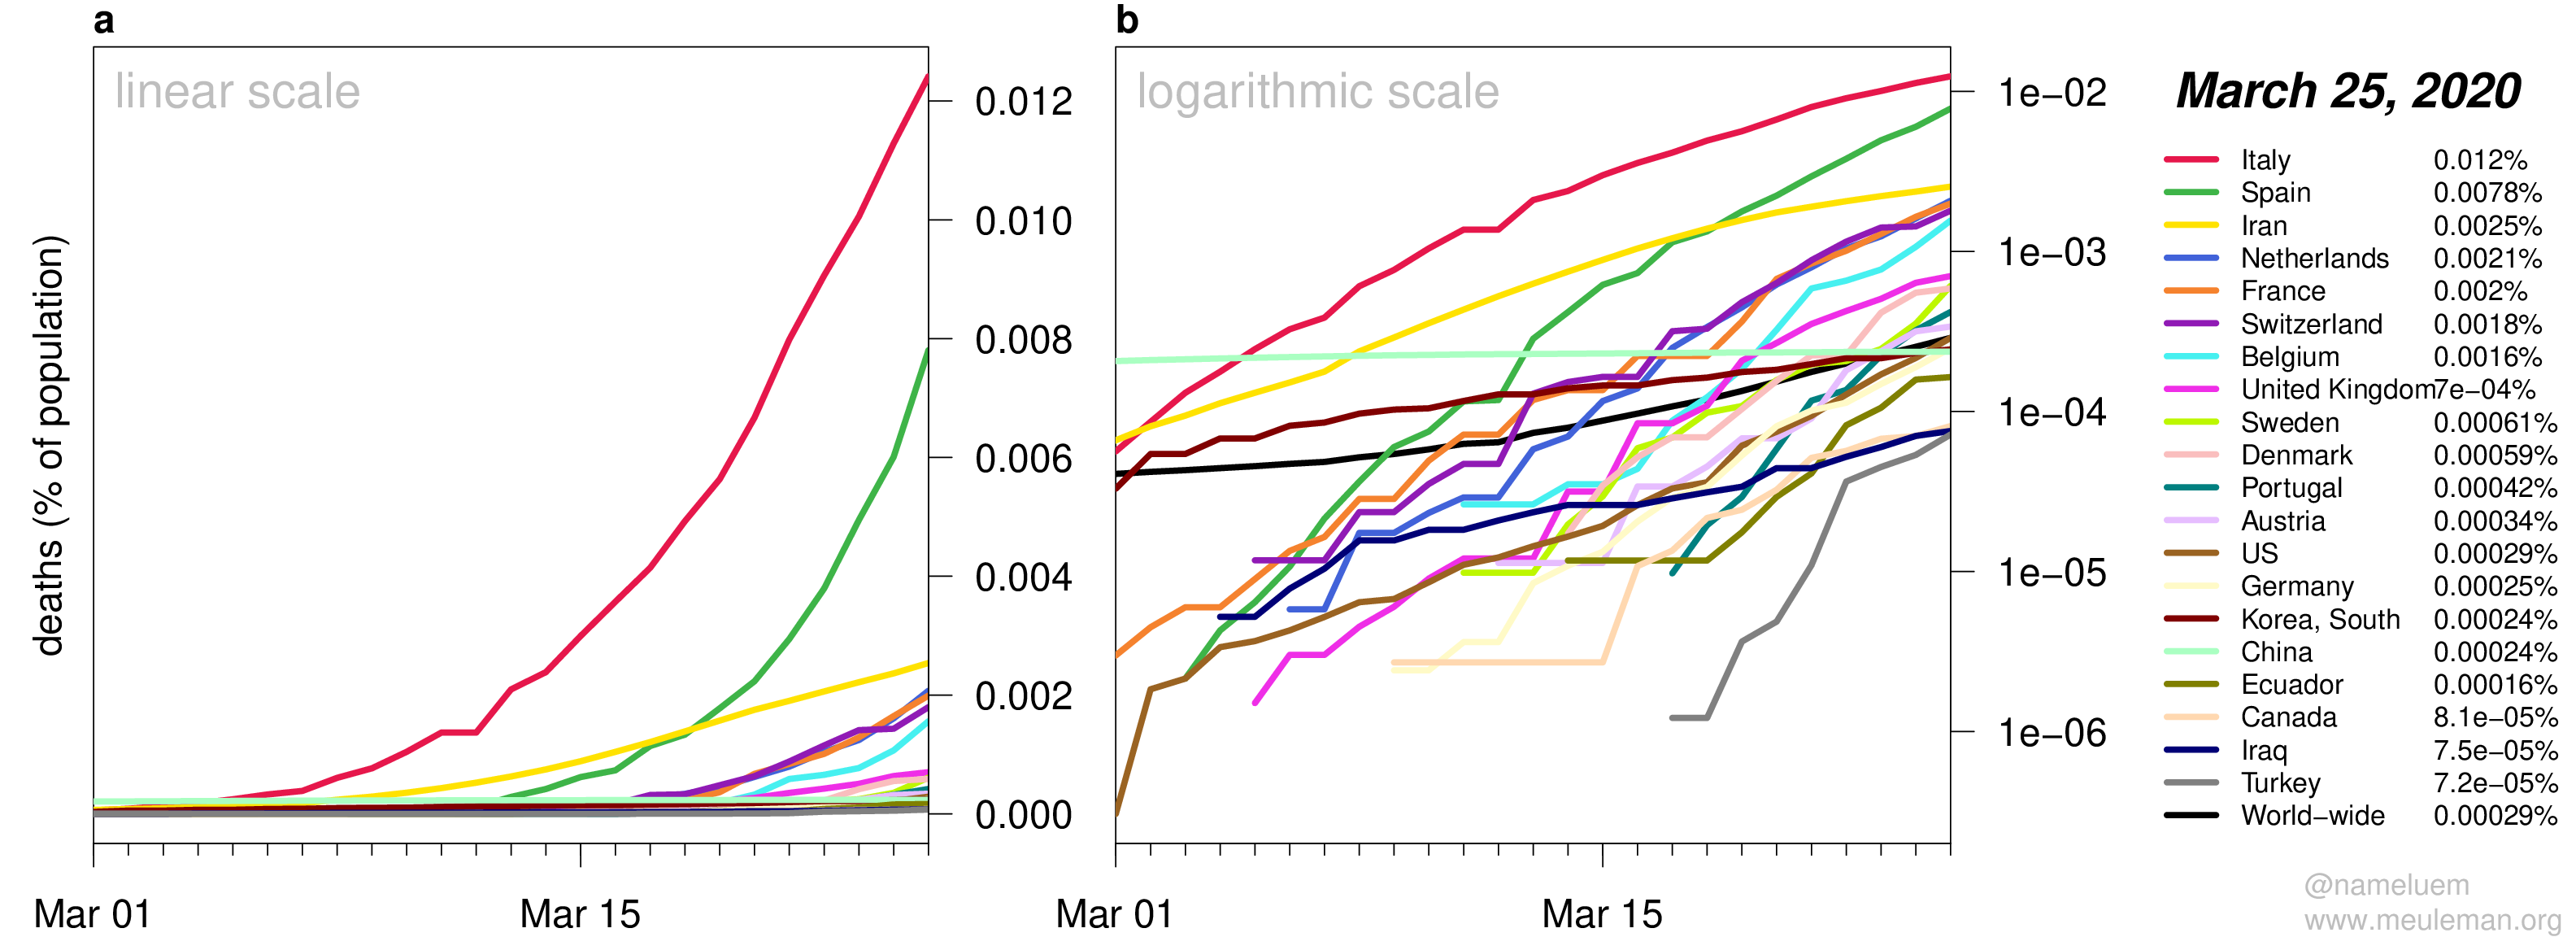 a
linear scale
deaths (% of population)
0.012
0.010
0.008
0.006
0.004
0.002
0.000
Mar 01
Mar 15
b
logarithmic scale
1e−02
1e−03
1e−04
1e−05
1e−06
Mar 01
Mar 15
March 25, 2020
Italy 0.012%
Spain 0.0078%
Iran 0.0025%
Netherlands 0.0021%
France 0.002%
Switzerland 0.0018%
Belgium 0.0016%
United Kingdom 7e−04%
Sweden 0.00061%
Denmark 0.00059%
Portugal 0.00042%
Austria 0.00034%
US 0.00029%
Germany 0.00025%
Korea, South 0.00024%
China 0.00024%
Ecuador 0.00016%
Canada 8.1e−05%
Iraq 7.5e−05%
Turkey 7.2e−05%
World−wide 0.00029%
@nameluem
www.meuleman.org